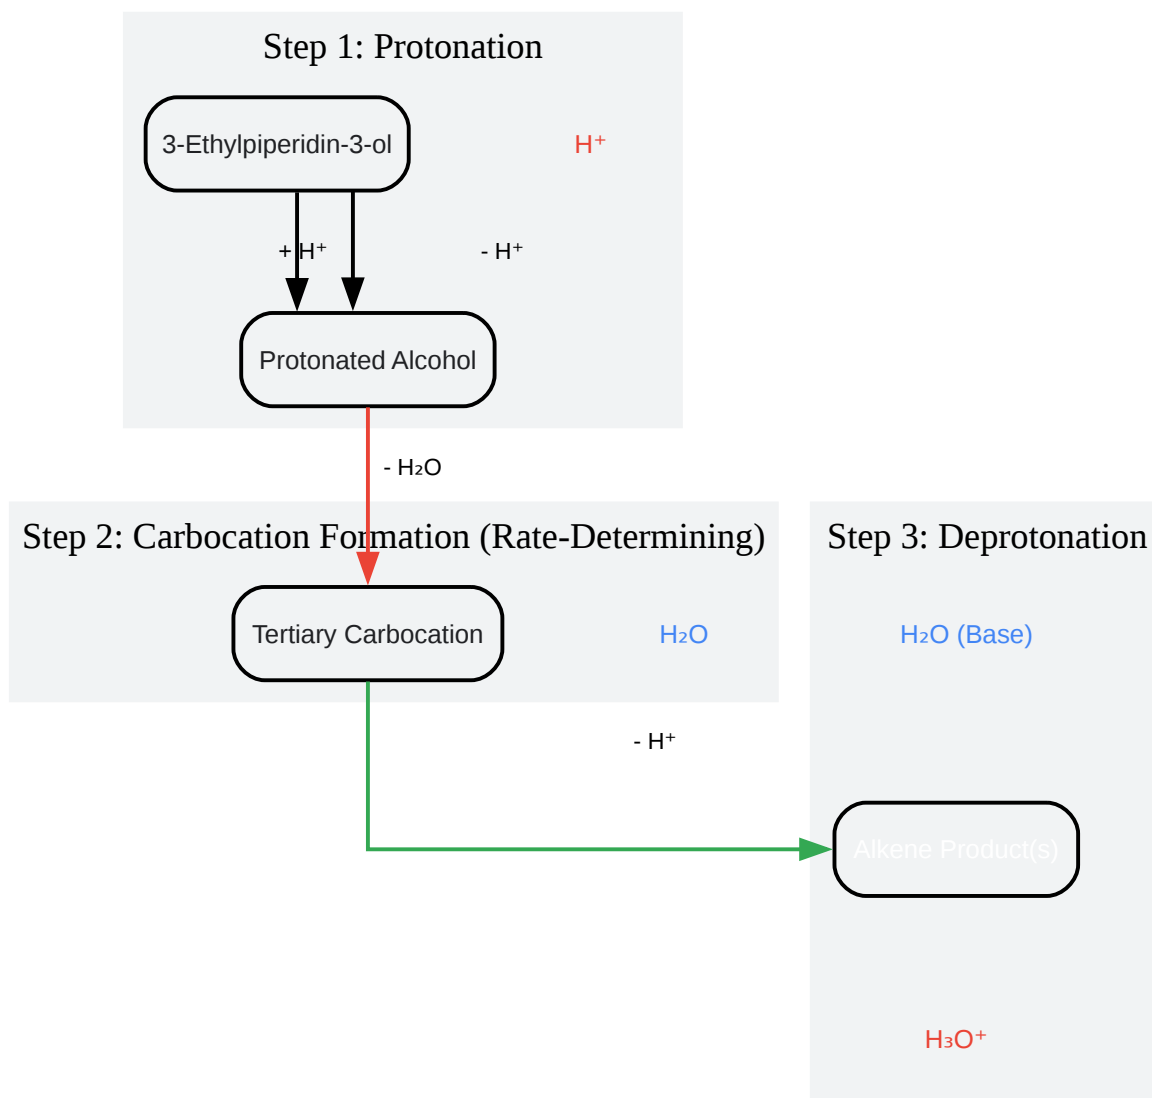 Step 1: Protonation
3-Ethylpiperidin-3-ol
H⁺
+ H⁺
- H⁺
Protonated Alcohol
- H₂O
Step 2: Carbocation Formation (Rate-Determining)
Step 3: Deprotonation
Tertiary Carbocation
H₂O
H₂O (Base)
- H⁺
Alkene Product(s)
H₃O⁺